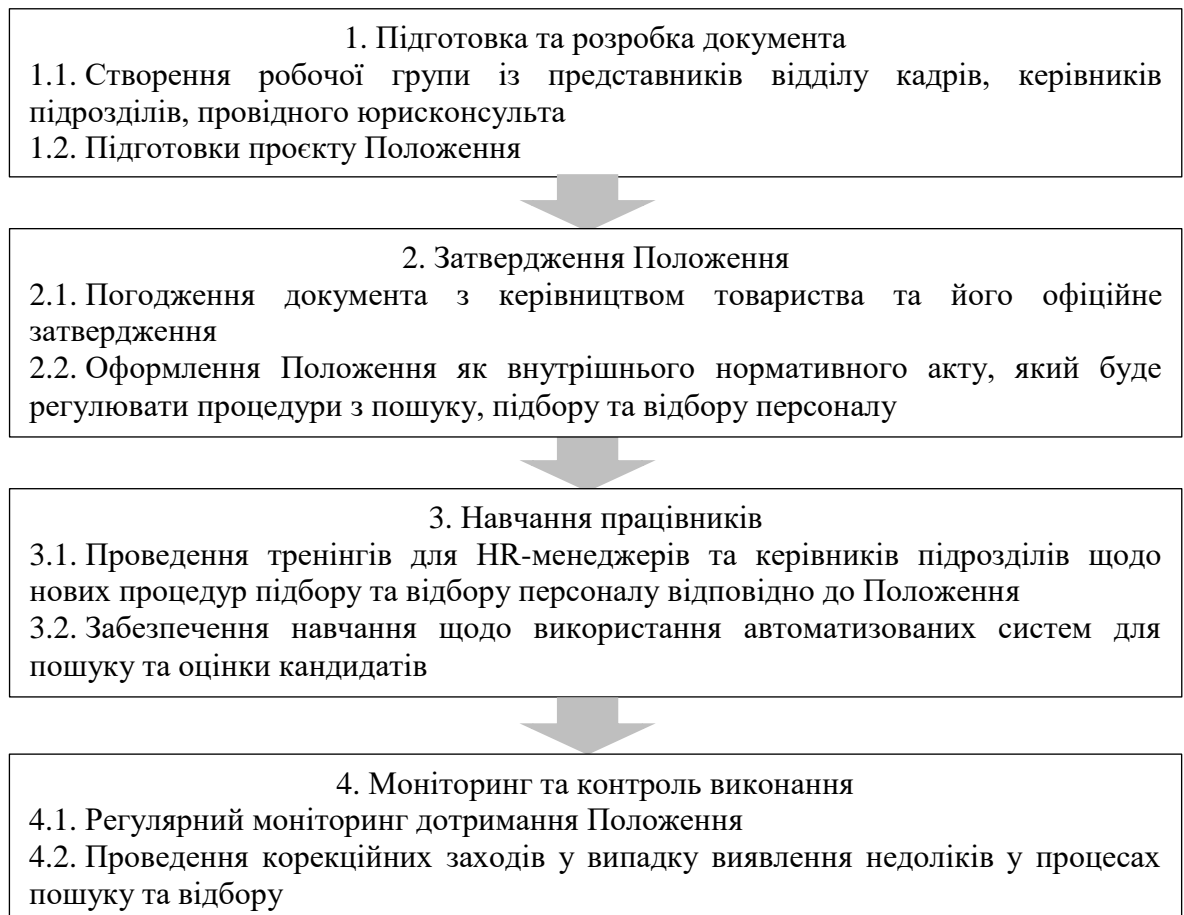 1. Підготовка та розробка документа
1.1. Створення робочої групи із представників відділу кадрів, керівників
підрозділів, провідного юрисконсульта
1.2. Підготовки проєкту Положення
2. Затвердження Положення
2.1. Погодження документа з керівництвом товариства та його офіційне
затвердження
2.2. Оформлення Положення як внутрішнього нормативного акту, який буде
регулювати процедури з пошуку, підбору та відбору персоналу
3. Навчання працівників
3.1. Проведення тренінгів для HR-менеджерів та керівників підрозділів щодо
нових процедур підбору та відбору персоналу відповідно до Положення
3.2. Забезпечення навчання щодо використання автоматизованих систем для
пошуку та оцінки кандидатів
4. Моніторинг та контроль виконання
4.1. Регулярний моніторинг дотримання Положення
4.2. Проведення корекційних заходів у випадку виявлення недоліків у процесах
пошуку та відбору